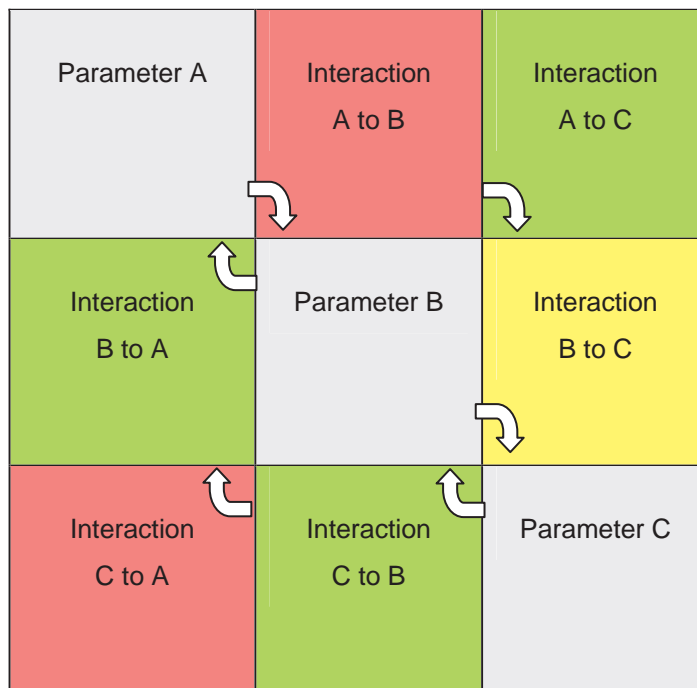 Parameter A
Interaction
A to B
Interaction
A to C
Interaction
B to A
Parameter B
Interaction
B to C
Interaction
C to A
Interaction
C to B
Parameter C